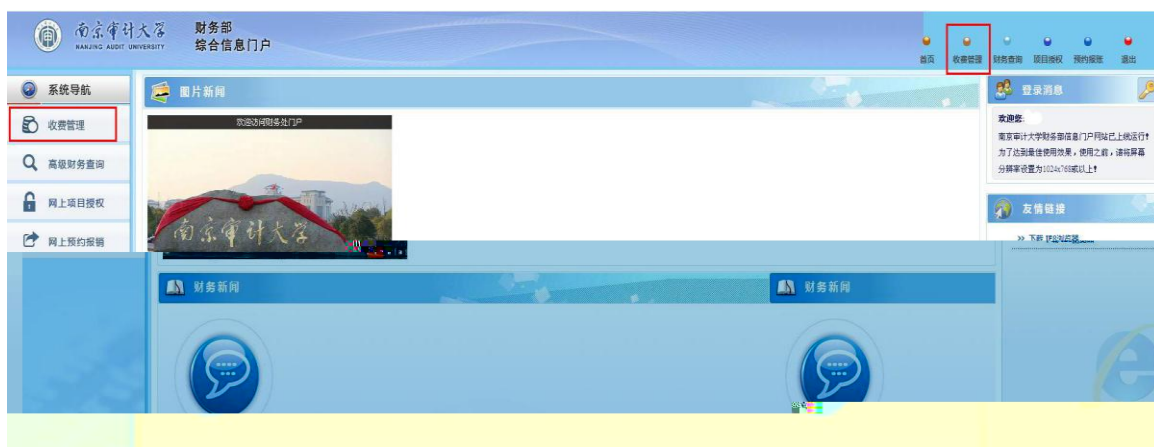 南京审计大学
NANJING AUDIT UNIVERSITY
财务部
综合信息门户
首页 收费管理 财务查询 项目授权 预约报账 退出
系统导航
收费管理
高级财务查询
网上项目授权
网上预约报销
图片新闻
欢迎访问财务处门户
南京审计大学
登录消息
欢迎您:
南京审计大学财务部信息门户网站已上线运行!
为了达到最佳使用效果,使用之前,请将屏幕
分辨率设置为1024x768或以上!
友情链接
>> 下载
财务新闻
财务新闻